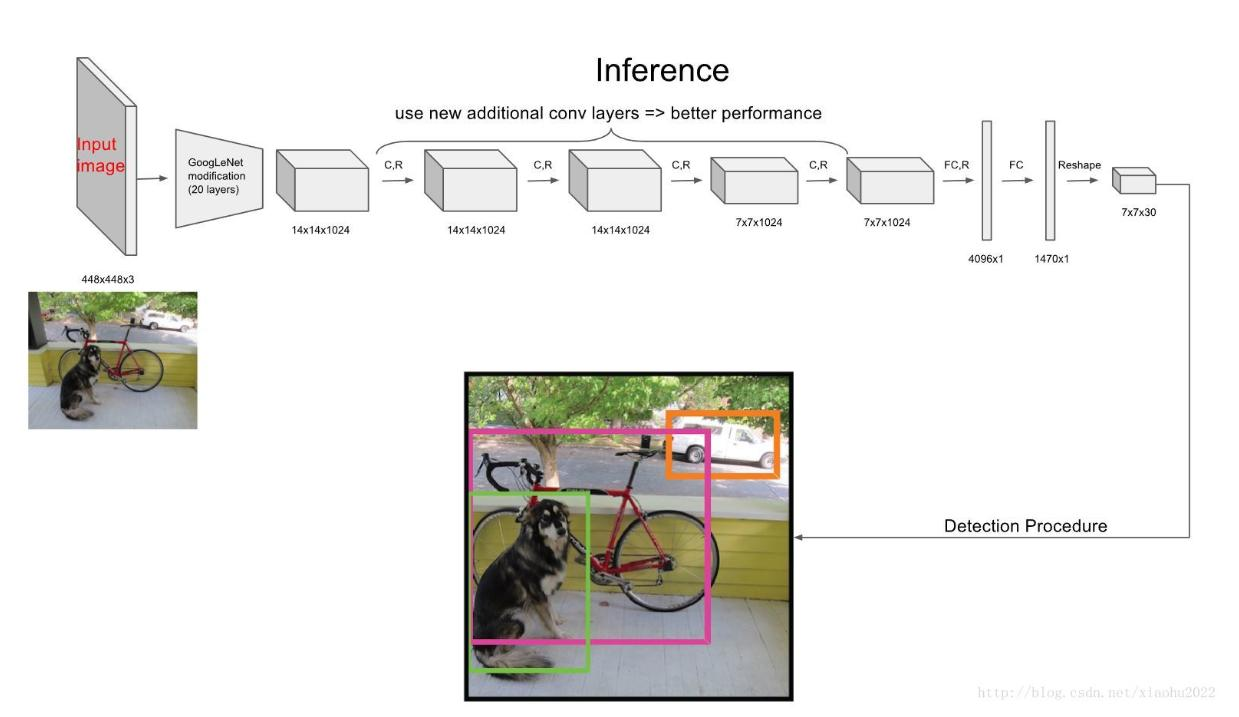 Inference
use new additional conv layers => better performance
Input
image
GoogLeNet
modification
(20 layers)
C,R
C,R
C,R
C,R
FC,R
FC
Reshape
448x448x3
14x14x1024
14x14x1024
14x14x1024
7x7x1024
7x7x1024
4096x1
1470x1
7x7x30
Detection Procedure
http://blog.csdn.net/xiaohu2022